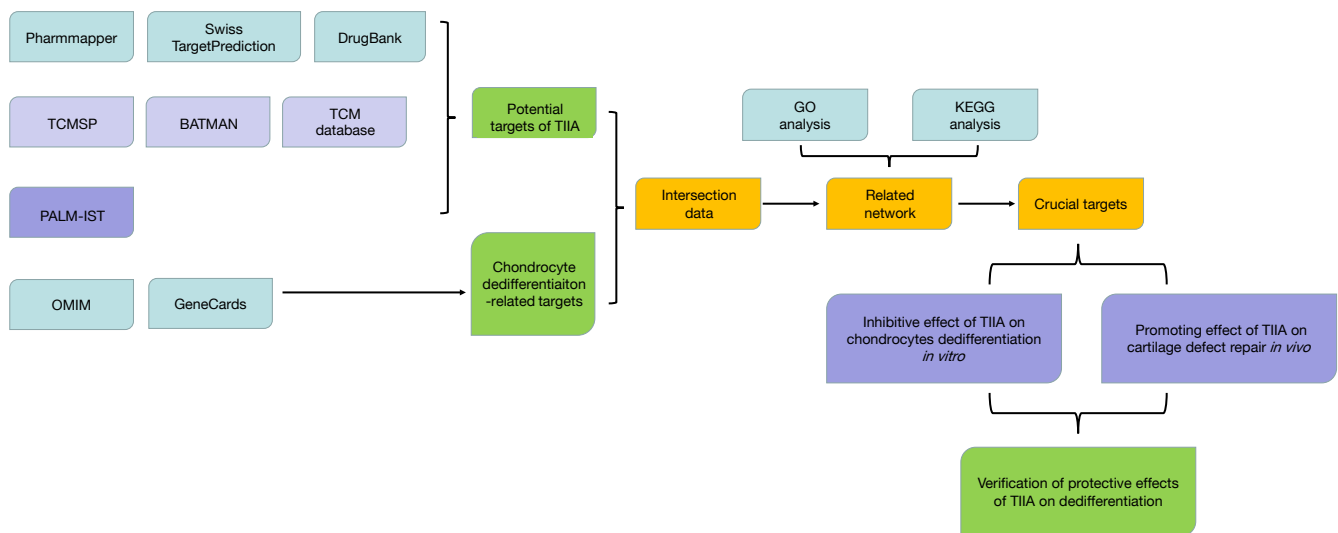 Pharmmapper
Swiss
TargetPrediction
DrugBank
TCMSP
BATMAN
TCM
database
PALM-IST
OMIM
GeneCards
Potential
targets of TIIA
Chondrocyte
dedifferentiaiton
-related targets
Intersection
data
GO
analysis
KEGG
analysis
Related
network
Crucial targets
Inhibitive effect of TIIA on
chondrocytes dedifferentiation
in vitro
Promoting effect of TIIA on
cartilage defect repair in vivo
Verification of protective effects
of TIIA on dedifferentiation